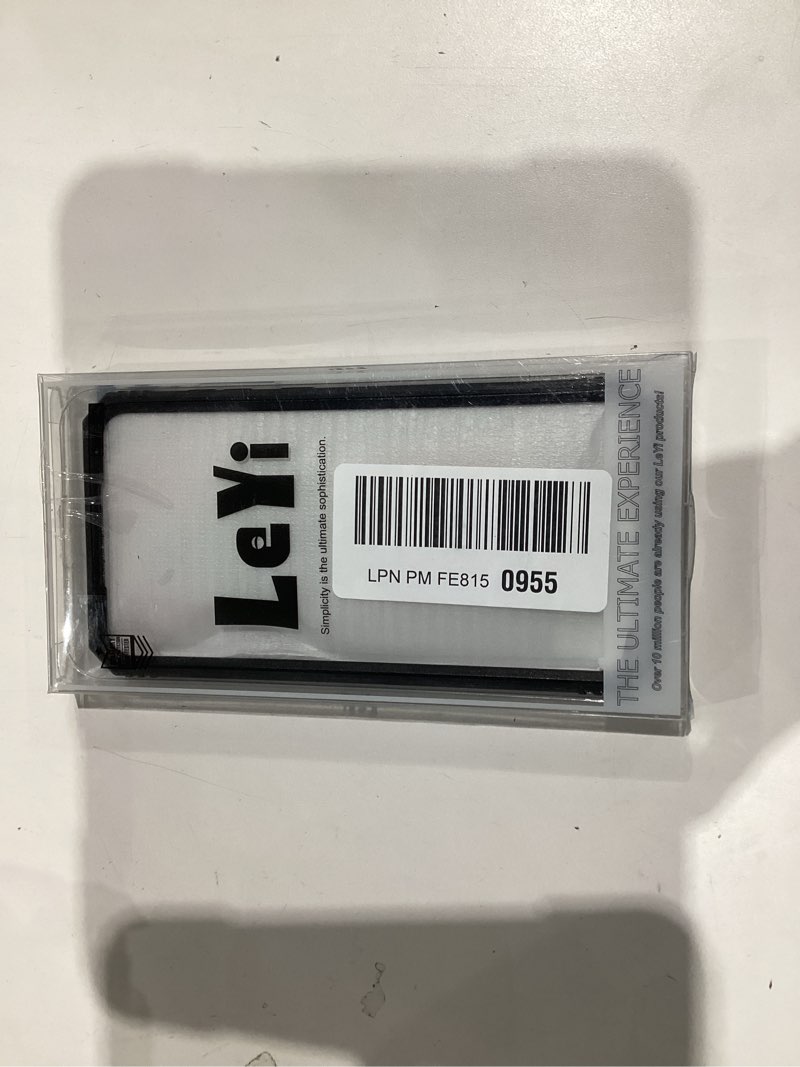 LeYi
Simplicity is the ultimate sophistication.
LPN PM FE815 0955
THE ULTIMATE EXPERIENCE
Over 10 million people are already using our LeYi products!